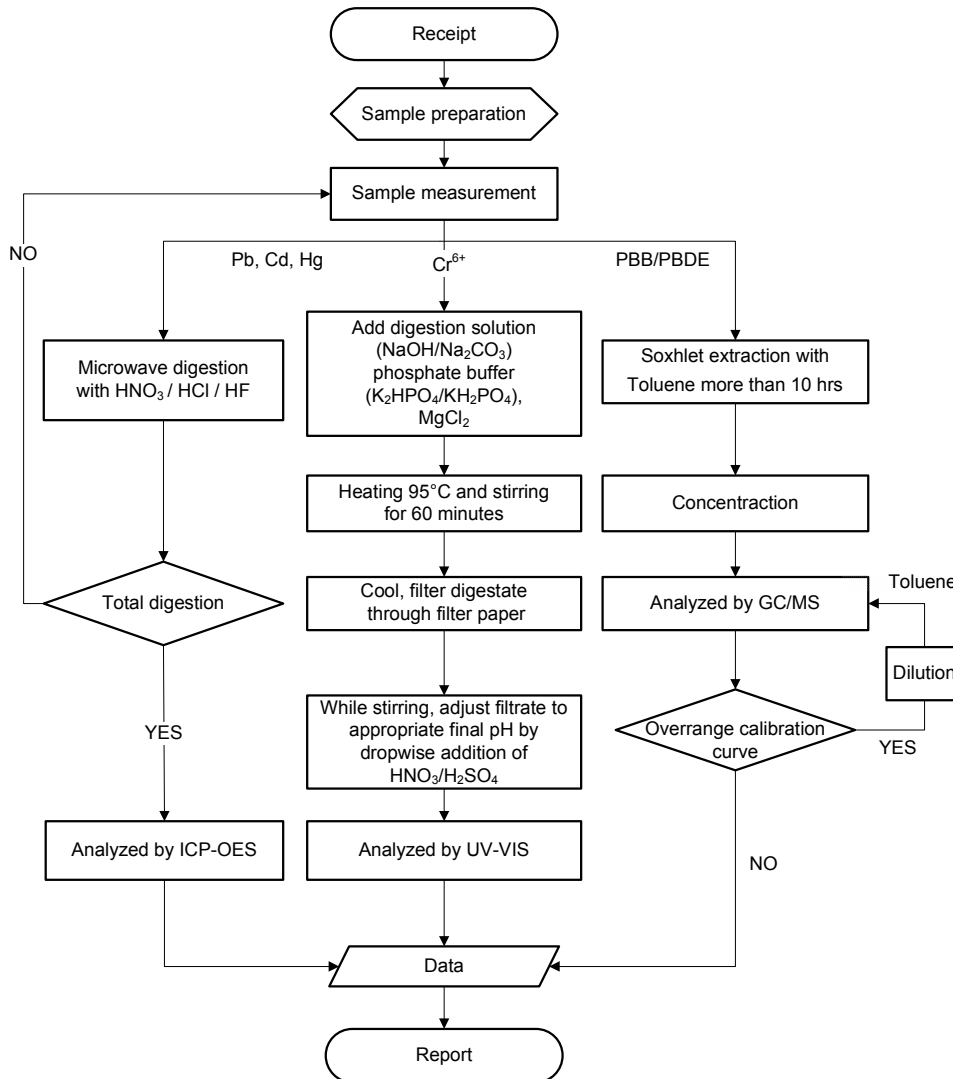 Receipt
Sample preparation
Sample measurement
NO
Pb, Cd, Hg
Cr⁶⁺
PBB/PBDE
Microwave digestion
with HNO₃ / HCl / HF
Add digestion solution
(NaOH/Na₂CO₃)
phosphate buffer
(K₂HPO₄/KH₂PO₄),
MgCl₂
Soxhlet extraction with
Toluene more than 10 hrs
Heating 95°C and stirring
for 60 minutes
Concentraction
Total digestion
Cool, filter digestate
through filter paper
Analyzed by GC/MS
Toluene
Dilution
YES
While stirring, adjust filtrate to
appropriate final pH by
dropwise addition of
HNO₃/H₂SO₄
Overrange calibration
curve
YES
Analyzed by ICP-OES
Analyzed by UV-VIS
NO
Data
Report